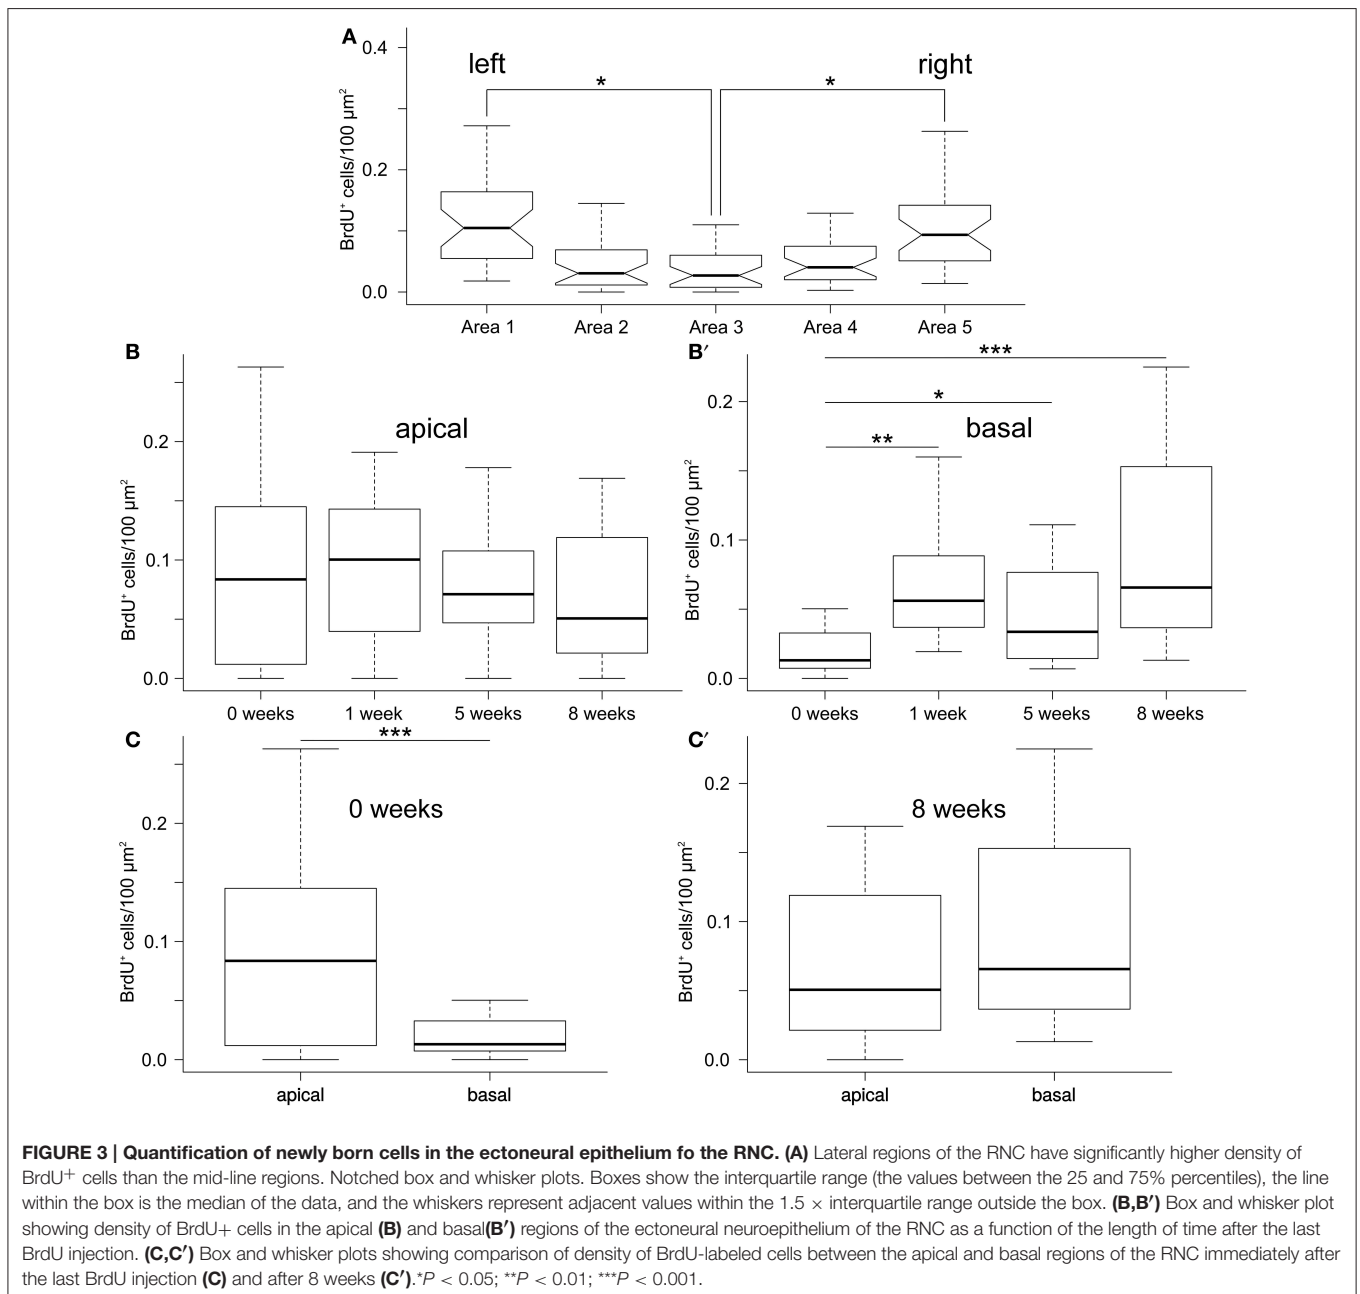 A
left
right
*
*
BrdU⁺ cells/100 µm²
0.4
0.2
0.0
Area 1
Area 2
Area 3
Area 4
Area 5
B
apical
BrdU⁺ cells/100 µm²
0.2
0.1
0.0
0 weeks
1 week
5 weeks
8 weeks
B′
***
*
**
basal
BrdU⁺ cells/100 µm²
0.2
0.1
0.0
0 weeks
1 week
5 weeks
8 weeks
C
***
0 weeks
BrdU⁺ cells/100 µm²
0.2
0.1
0.0
apical
basal
C′
8 weeks
BrdU⁺ cells/100 µm²
0.2
0.1
0.0
apical
basal
FIGURE 3 | Quantification of newly born cells in the ectoneural epithelium fo the RNC. (A) Lateral regions of the RNC have significantly higher density of
BrdU⁺ cells than the mid-line regions. Notched box and whisker plots. Boxes show the interquartile range (the values between the 25 and 75% percentiles), the line
within the box is the median of the data, and the whiskers represent adjacent values within the 1.5 × interquartile range outside the box. (B,B′) Box and whisker plot
showing density of BrdU+ cells in the apical (B) and basal(B′) regions of the ectoneural neuroepithelium of the RNC as a function of the length of time after the last
BrdU injection. (C,C′) Box and whisker plots showing comparison of density of BrdU-labeled cells between the apical and basal regions of the RNC immediately after
the last BrdU injection (C) and after 8 weeks (C′).*P < 0.05; **P < 0.01; ***P < 0.001.